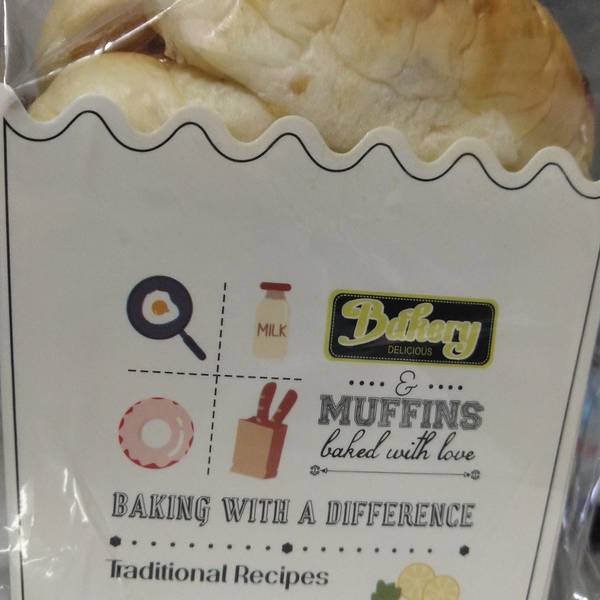 MILK
Bakery
DELICIOUS
&
MUFFINS
baked with love
BAKING WITH A DIFFERENCE
Traditional Recipes